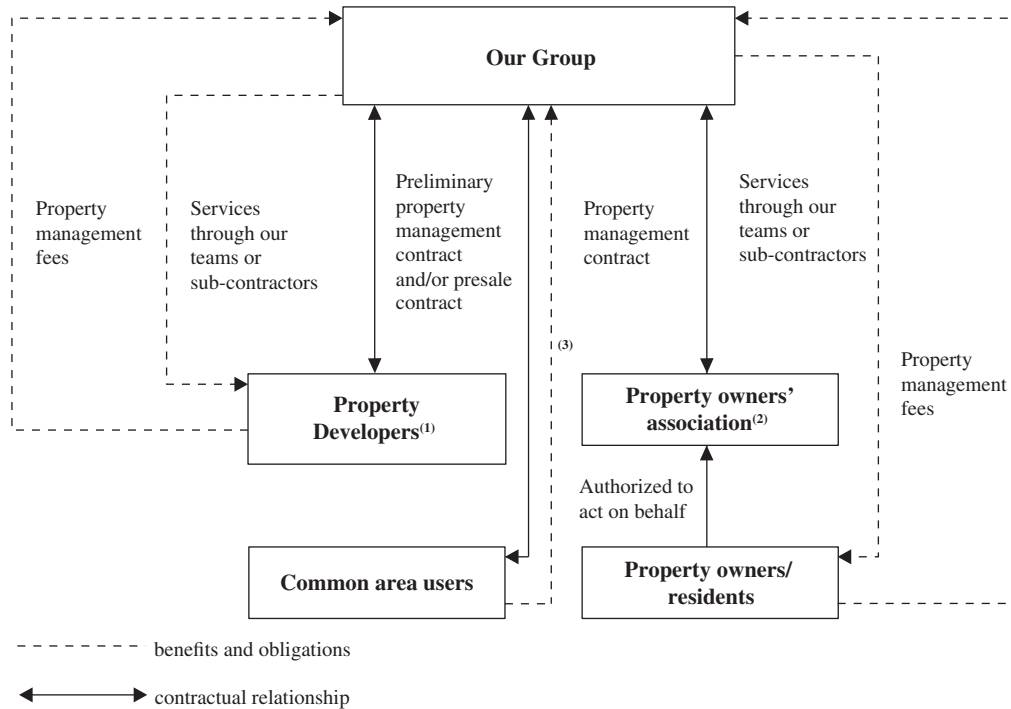 Our Group
Property
management
fees
Services
through our
teams or
sub-contractors
Preliminary
property
management
contract
and/or presale
contract
Property
management
contract
Services
through our
teams or
sub-contractors
(3)
Property
management
fees
Property
Developers(1)
Property owners’
association(2)
Authorized to
act on behalf
Common area users
Property owners/
residents
benefits and obligations
contractual relationship